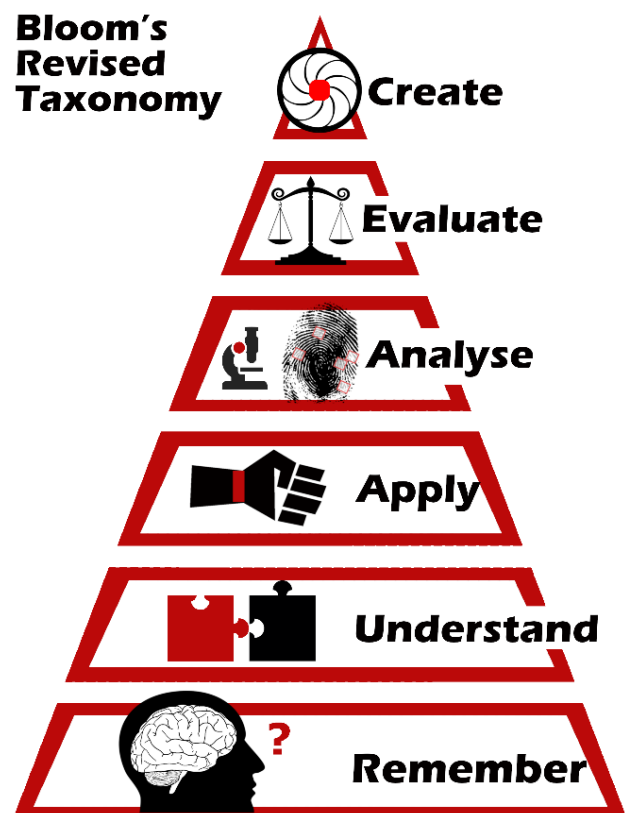 Bloom's
Revised
Taxonomy
Create
Evaluate
Analyse
Apply
Understand
?
Remember